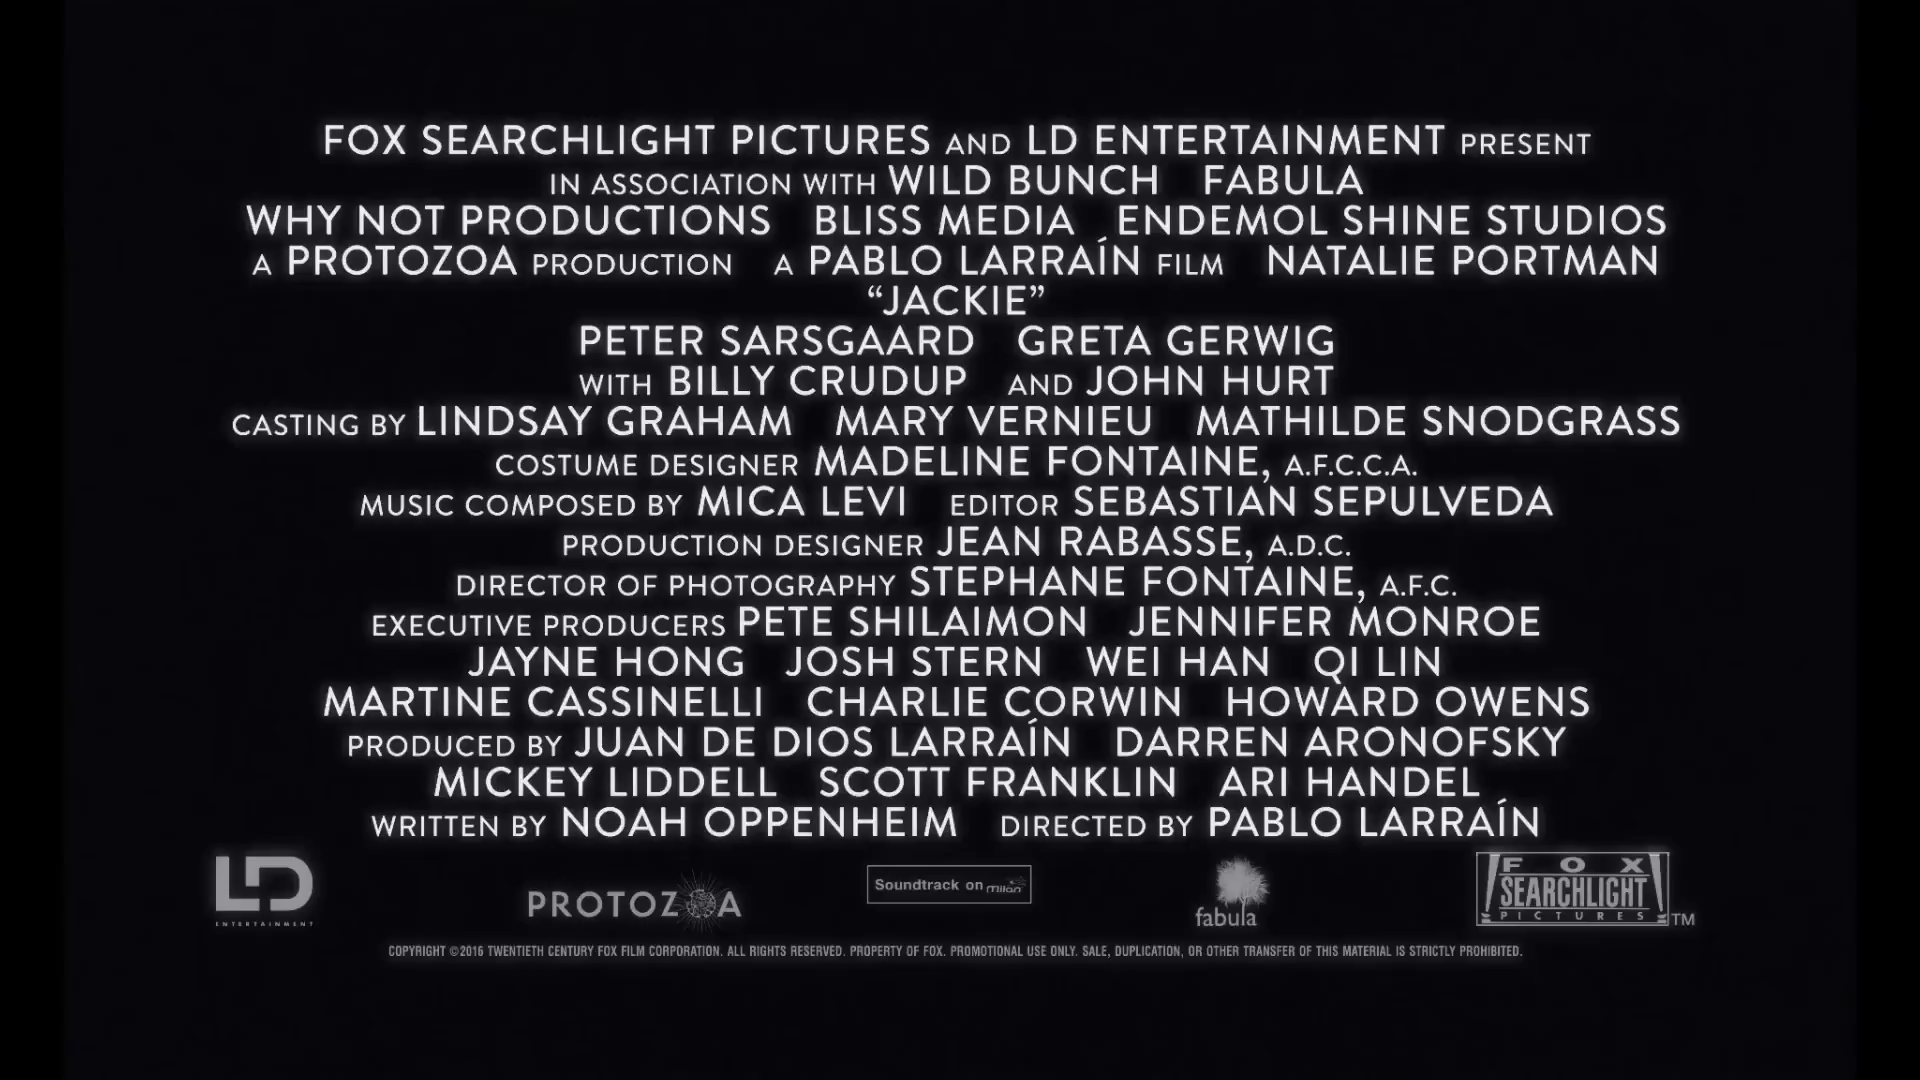 FOX SEARCHLIGHT PICTURES AND LD ENTERTAINMENT PRESENT
IN ASSOCIATION WITH WILD BUNCH FABULA
WHY NOT PRODUCTIONS BLISS MEDIA ENDEMOL SHINE STUDIOS
A PROTOZOA PRODUCTION A PABLO LARRAÍN FILM NATALIE PORTMAN
“JACKIE”
PETER SARSGAARD GRETA GERWIG
WITH BILLY CRUDUP AND JOHN HURT
CASTING BY LINDSAY GRAHAM MARY VERNIEU MATHILDE SNODGRASS
COSTUME DESIGNER MADELINE FONTAINE, A.F.C.C.A.
MUSIC COMPOSED BY MICA LEVI EDITOR SEBASTIAN SEPULVEDA
PRODUCTION DESIGNER JEAN RABASSE, A.D.C.
DIRECTOR OF PHOTOGRAPHY STEPHANE FONTAINE, A.F.C.
EXECUTIVE PRODUCERS PETE SHILAIMON JENNIFER MONROE
JAYNE HONG JOSH STERN WEI HAN QI LIN
MARTINE CASSINELLI CHARLIE CORWIN HOWARD OWENS
PRODUCED BY JUAN DE DIOS LARRAÍN DARREN ARONOFSKY
MICKEY LIDDELL SCOTT FRANKLIN ARI HANDEL
WRITTEN BY NOAH OPPENHEIM DIRECTED BY PABLO LARRAÍN
LD
ENTERTAINMENT
PROTOZOA
Soundtrack on milan
fabula
FOX
SEARCHLIGHT
PICTURES TM
COPYRIGHT ©2016 TWENTIETH CENTURY FOX FILM CORPORATION. ALL RIGHTS RESERVED. PROPERTY OF FOX. PROMOTIONAL USE ONLY. SALE, DUPLICATION, OR OTHER TRANSFER OF THIS MATERIAL IS STRICTLY PROHIBITED.